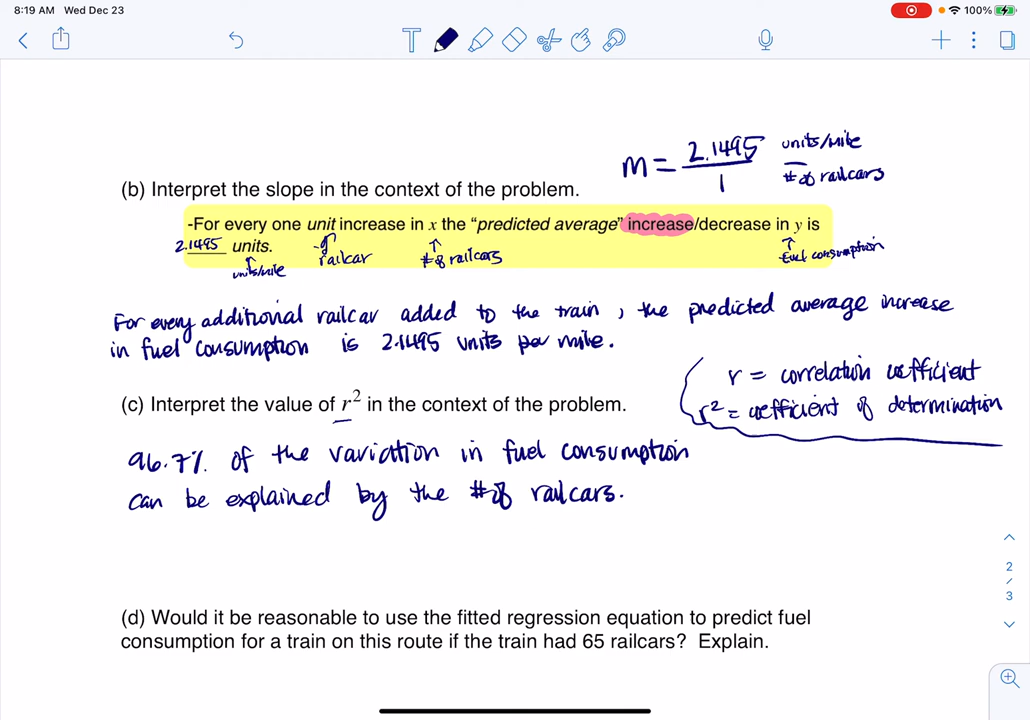 8:19 AM Wed Dec 23
100%
T
m = 2.1495 units/mile
1 # of railcars
(b) Interpret the slope in the context of the problem.
-For every one unit increase in x the “predicted average” increase/decrease in y is
2.1495 units.
railcar
# of railcars
fuel consumption
units/mile
For every additional railcar added to the train, the predicted average increase
in fuel consumption is 2.1495 units per mile.
r = correlation coefficient
(c) Interpret the value of r² in the context of the problem.
r² = coefficient of determination
96.7% of the variation in fuel consumption
can be explained by the # of railcars.
2
/
3
(d) Would it be reasonable to use the fitted regression equation to predict fuel
consumption for a train on this route if the train had 65 railcars? Explain.